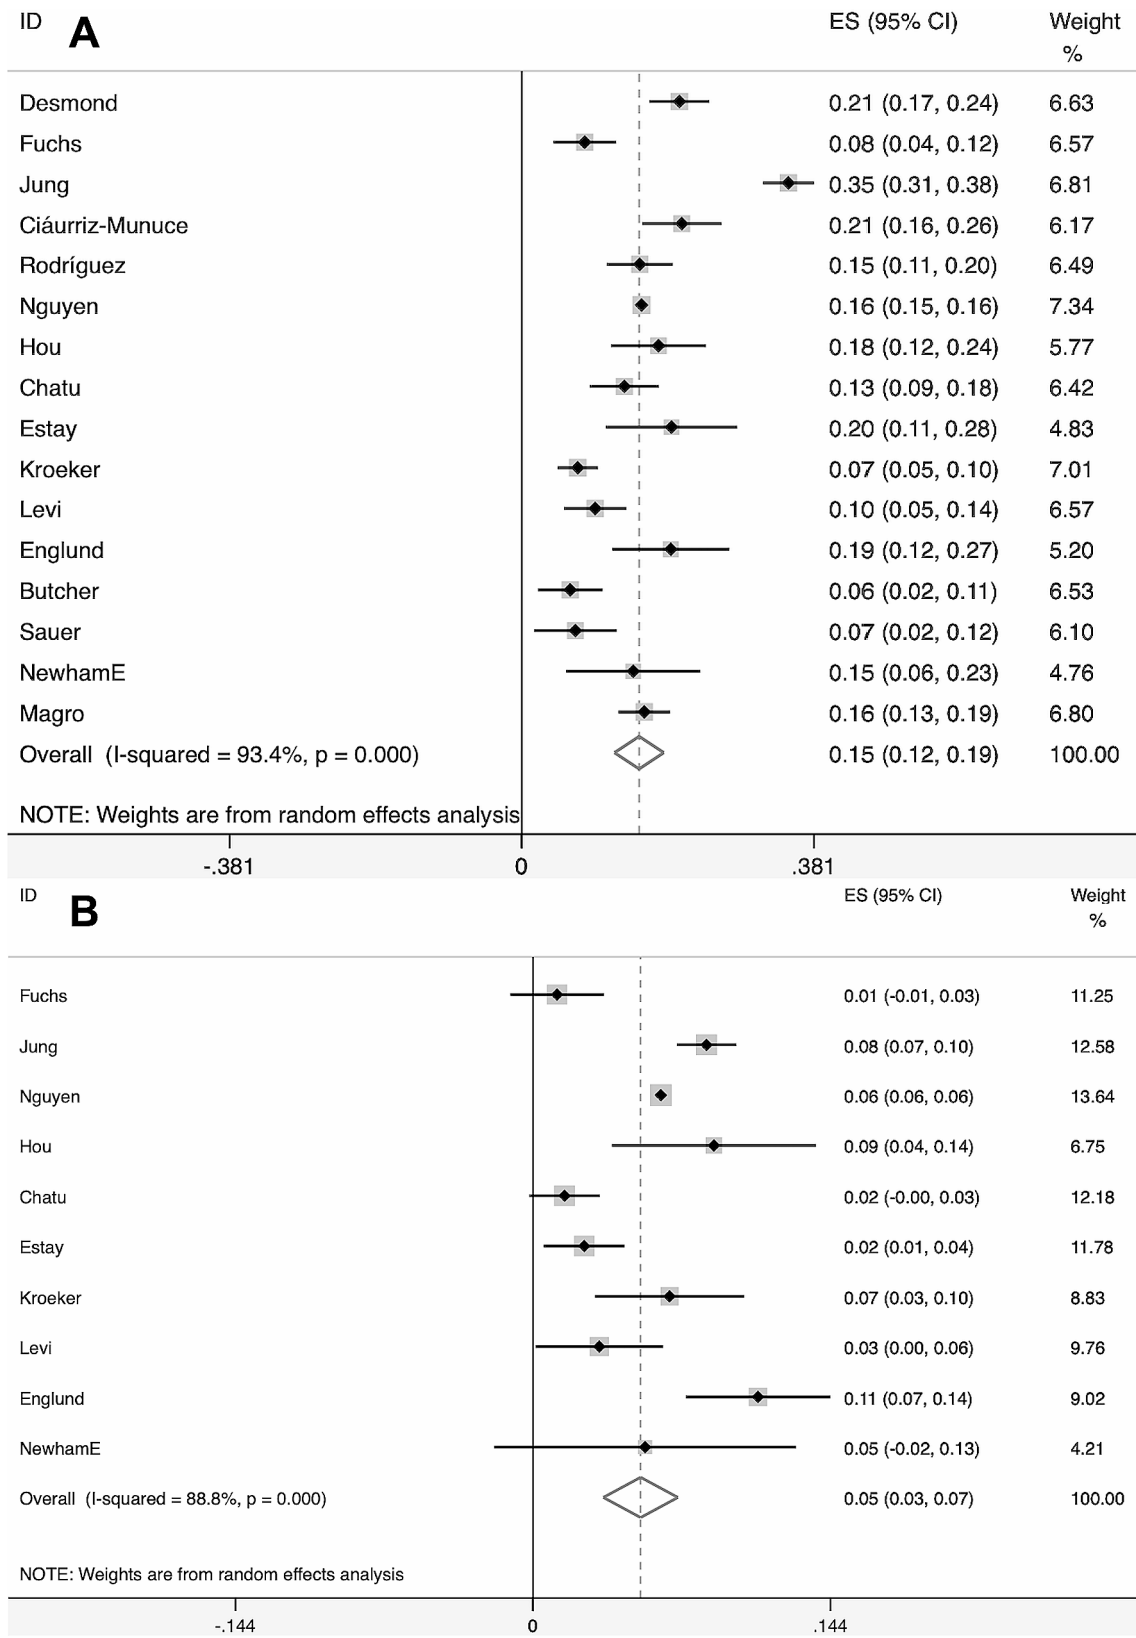 ID A ES (95% CI) Weight
%
Desmond 0.21 (0.17, 0.24) 6.63
Fuchs 0.08 (0.04, 0.12) 6.57
Jung 0.35 (0.31, 0.38) 6.81
Ciáurriz-Munuce 0.21 (0.16, 0.26) 6.17
Rodríguez 0.15 (0.11, 0.20) 6.49
Nguyen 0.16 (0.15, 0.16) 7.34
Hou 0.18 (0.12, 0.24) 5.77
Chatu 0.13 (0.09, 0.18) 6.42
Estay 0.20 (0.11, 0.28) 4.83
Kroeker 0.07 (0.05, 0.10) 7.01
Levi 0.10 (0.05, 0.14) 6.57
Englund 0.19 (0.12, 0.27) 5.20
Butcher 0.06 (0.02, 0.11) 6.53
Sauer 0.07 (0.02, 0.12) 6.10
NewhamE 0.15 (0.06, 0.23) 4.76
Magro 0.16 (0.13, 0.19) 6.80
Overall (I-squared = 93.4%, p = 0.000) 0.15 (0.12, 0.19) 100.00
NOTE: Weights are from random effects analysis
-.381 0 .381
ID B ES (95% CI) Weight
%
Fuchs 0.01 (-0.01, 0.03) 11.25
Jung 0.08 (0.07, 0.10) 12.58
Nguyen 0.06 (0.06, 0.06) 13.64
Hou 0.09 (0.04, 0.14) 6.75
Chatu 0.02 (-0.00, 0.03) 12.18
Estay 0.02 (0.01, 0.04) 11.78
Kroeker 0.07 (0.03, 0.10) 8.83
Levi 0.03 (0.00, 0.06) 9.76
Englund 0.11 (0.07, 0.14) 9.02
NewhamE 0.05 (-0.02, 0.13) 4.21
Overall (I-squared = 88.8%, p = 0.000) 0.05 (0.03, 0.07) 100.00
NOTE: Weights are from random effects analysis
-.144 0 .144